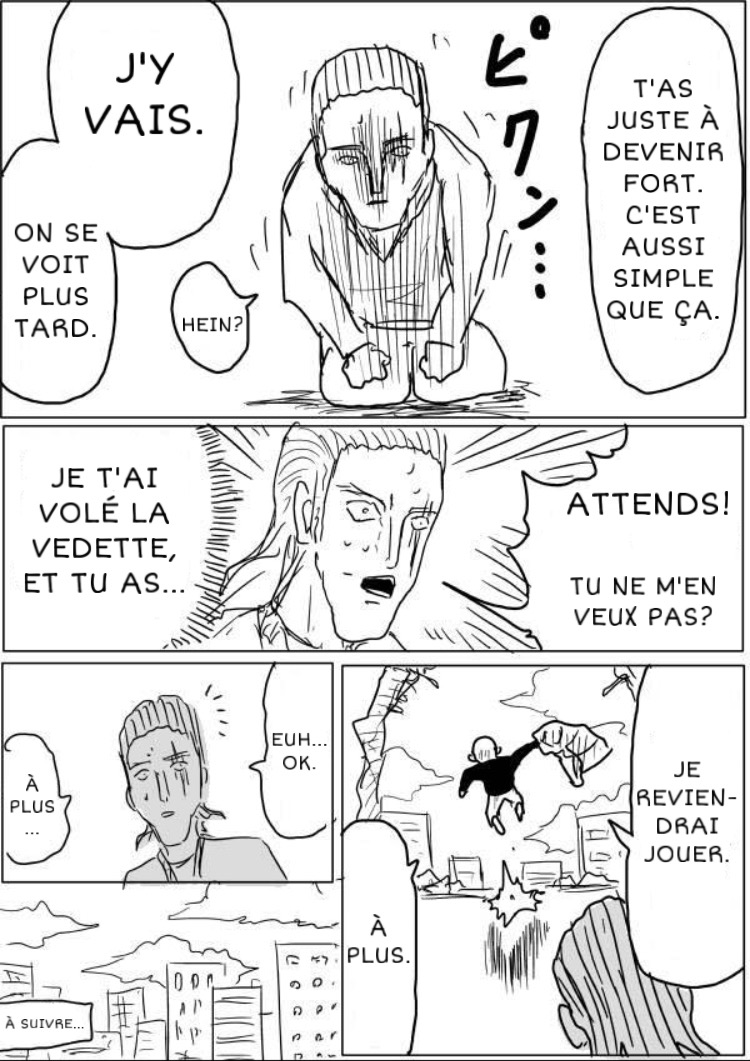 T'AS
JUSTE À
DEVENIR
FORT.
C'EST
AUSSI
SIMPLE
QUE ÇA.
ピクン…
J'Y
VAIS.
ON SE
VOIT
PLUS
TARD.
HEIN?
ATTENDS!
TU NE M'EN
VEUX PAS?
JE T'AI
VOLÉ LA
VEDETTE,
ET TU AS...
JE
REVIEN-
DRAI
JOUER.
À
PLUS.
EUH...
OK.
À
PLUS
...
À SUIVRE...